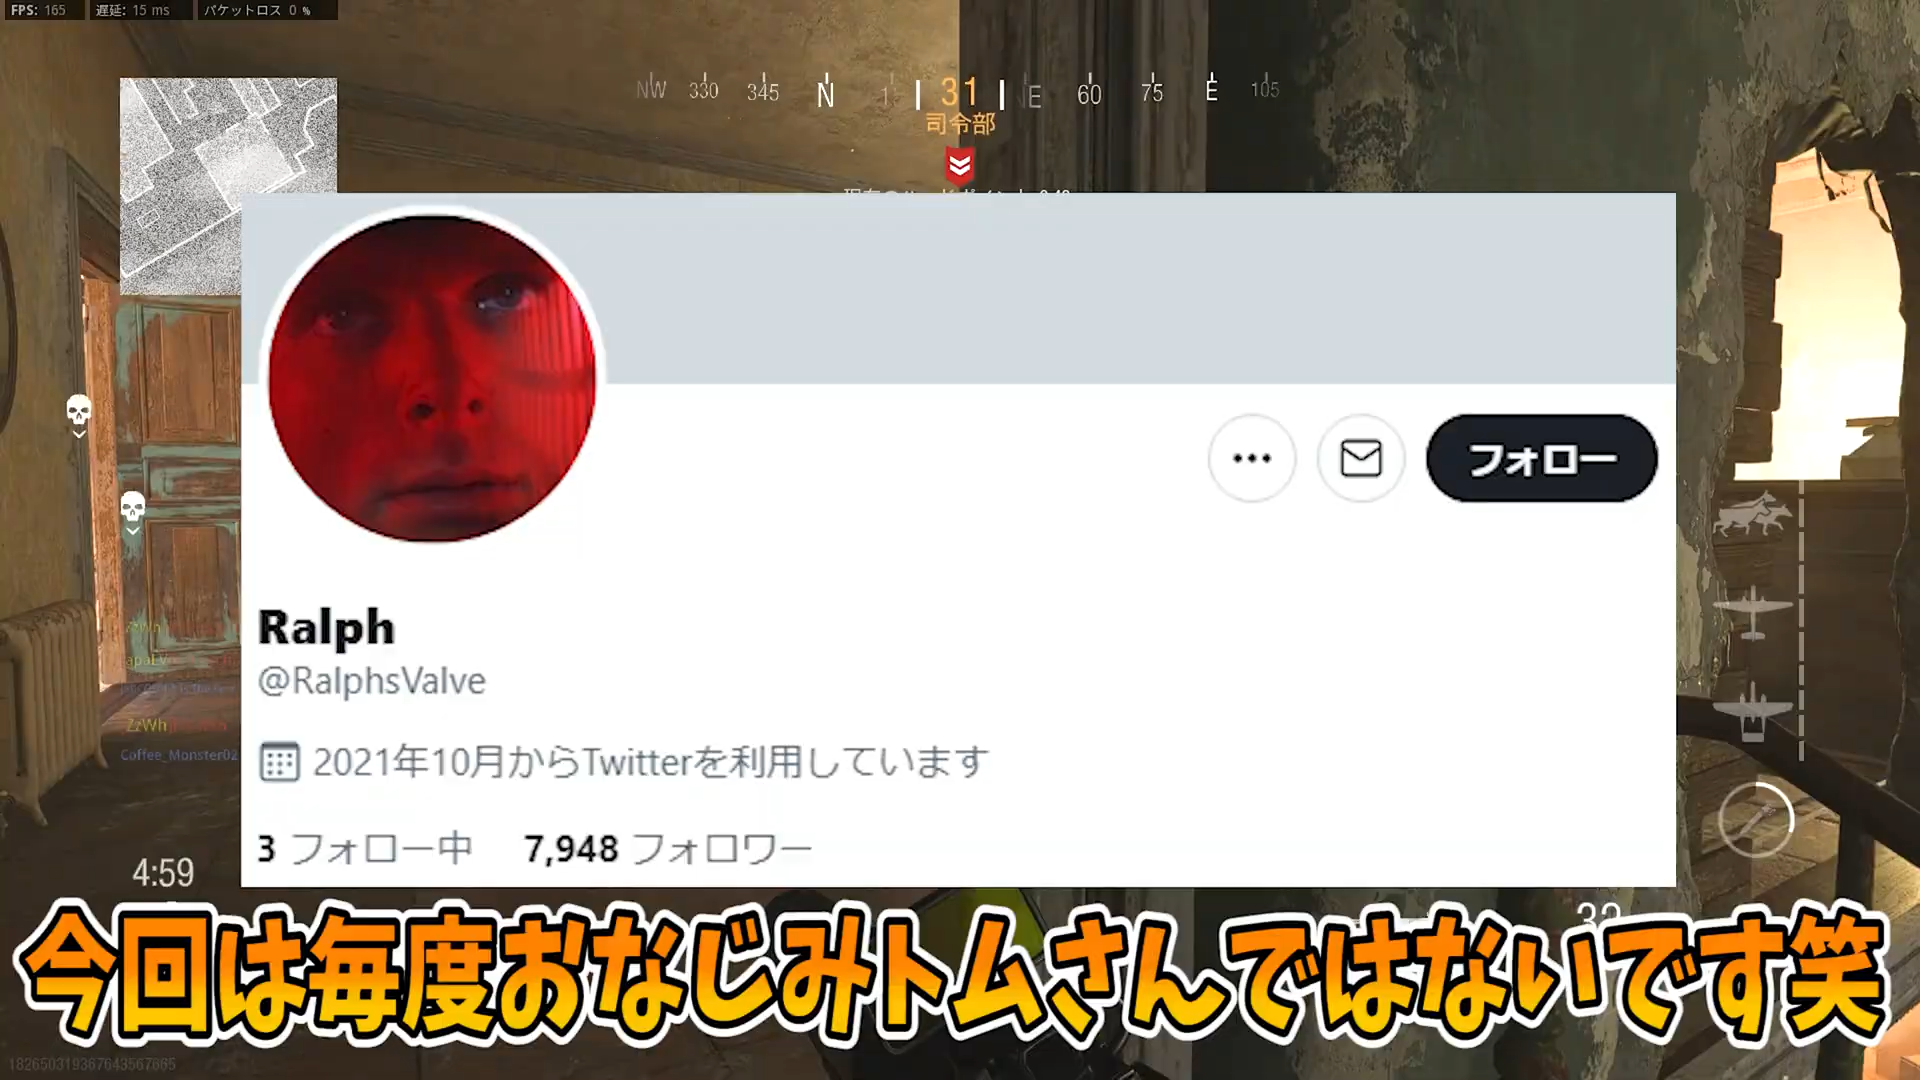 FPS: 165 遅延: 15 ms パケットロス 0 %
NW 330 345 N 31 E 60 75 E 105
司令部
Ralph
@RalphsValve
2021年10月からTwitterを利用しています
3 フォロー中 7,948 フォロワー
フォロー
ZzWh
Coffee_Monster02
4:59
今回は毎度おなじみトムさんではないです笑
182650319367643567865